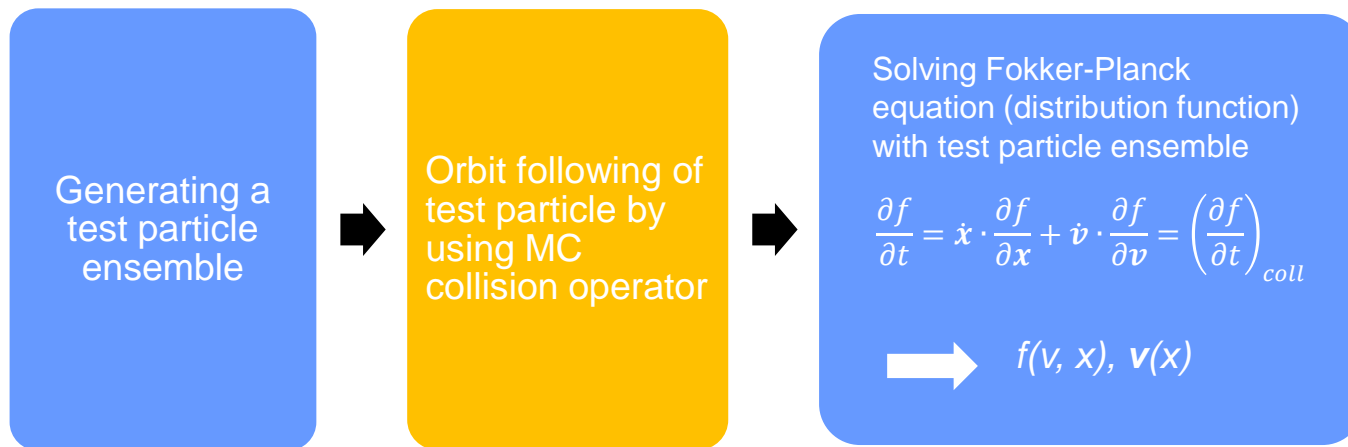 Generating a
test particle
ensemble
Orbit following of
test particle by
using MC
collision operator
Solving Fokker-Planck
equation (distribution function)
with test particle ensemble
∂f/∂t = ẋ · ∂f/∂x + v̇ · ∂f/∂v = (∂f/∂t)_coll
f(v, x), v(x)